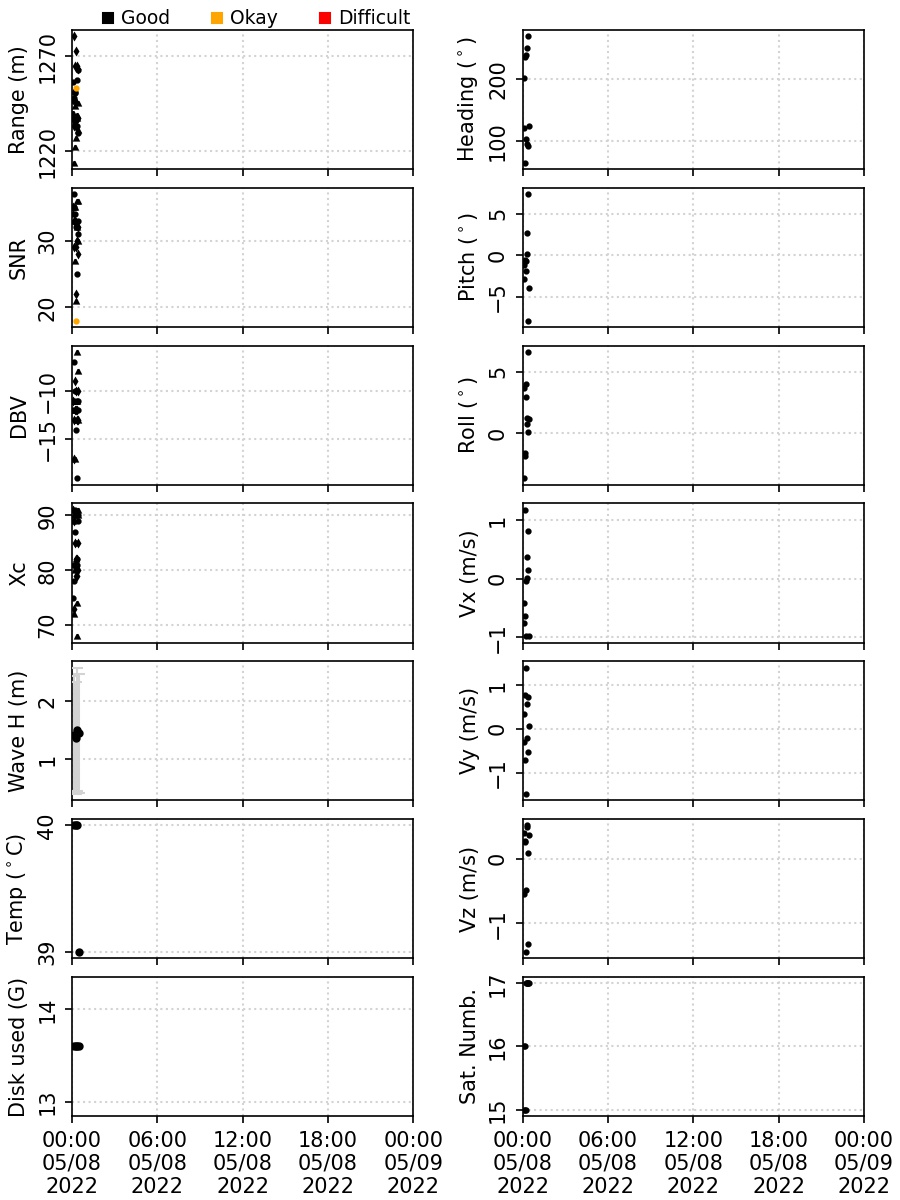 Good Okay Difficult
Range (m)
1270
1220
Heading (°)
200
100
SNR
30
20
Pitch (°)
5
0
−5
DBV
−10
−15
Roll (°)
5
0
Xc
90
80
70
Vx (m/s)
1
0
−1
Wave H (m)
2
1
Vy (m/s)
1
0
−1
Temp (°C)
40
39
Vz (m/s)
0
−1
Disk used (G)
14
13
Sat. Numb.
17
16
15
00:00 06:00 12:00 18:00 00:00 00:00 06:00 12:00 18:00 00:00
05/08 05/08 05/08 05/08 05/09 05/08 05/08 05/08 05/08 05/09
2022 2022 2022 2022 2022 2022 2022 2022 2022 2022